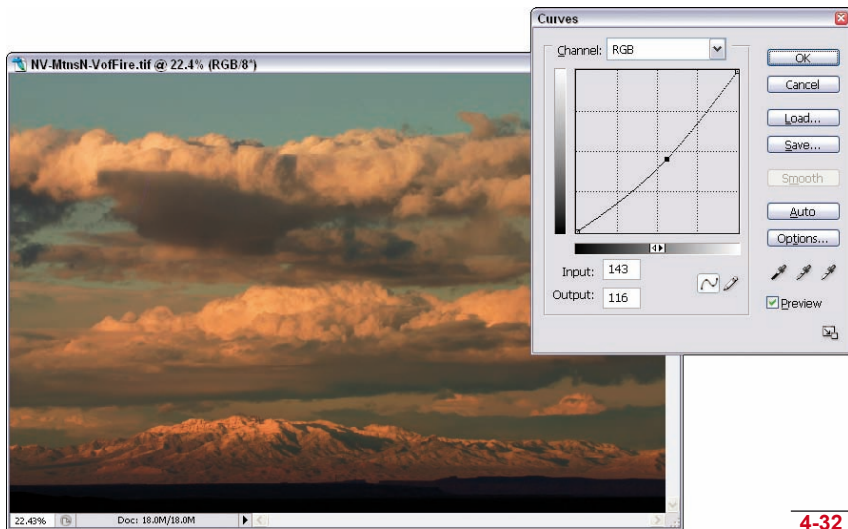 Curves
NV-MtnsN-VofFire.tif @ 22.4% (RGB/8*)
Channel: RGB
OK
Cancel
Load...
Save...
Smooth
Auto
Options...
Input: 143
Output: 116
Preview
22.43% Doc: 18.0M/18.0M
4-32